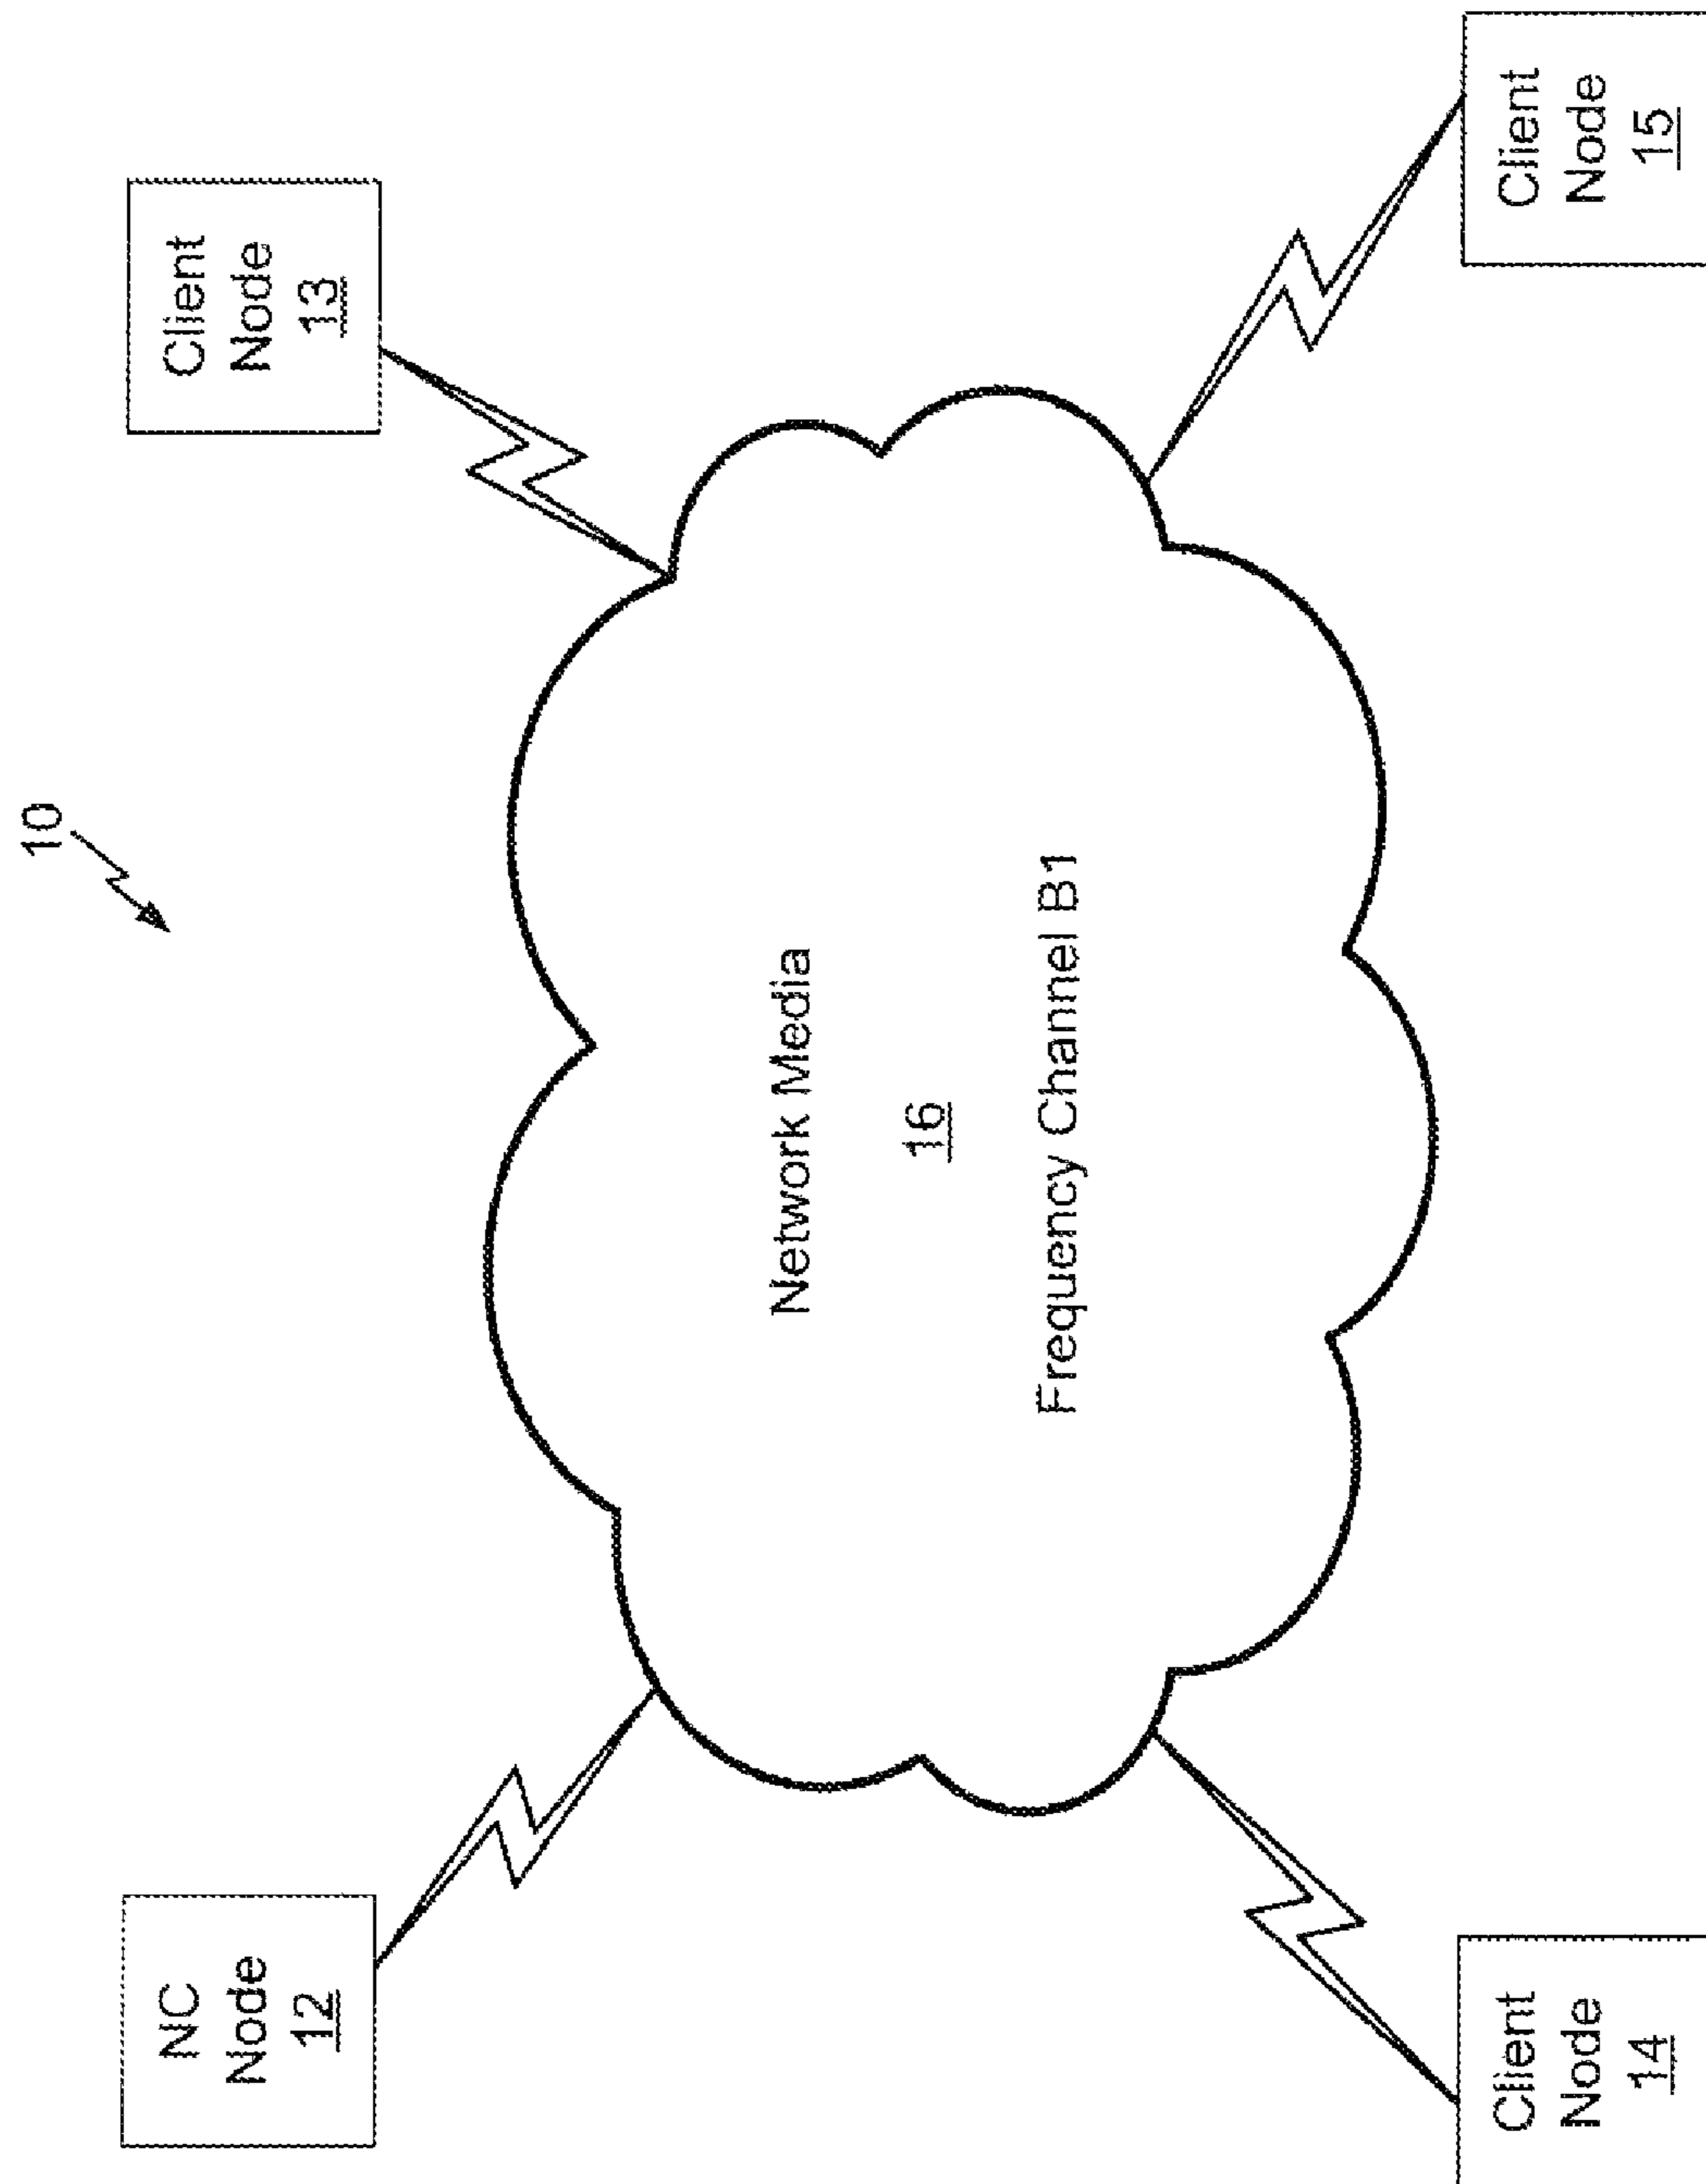 10
NC
Node
12
Client
Node
13
Network Media
16
Frequency Channel B1
Client
Node
14
Client
Node
15